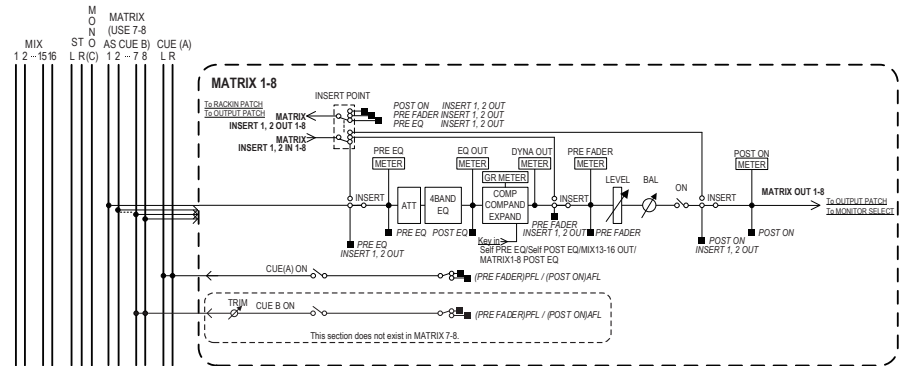 MIX
1 2 ··· 15 16
ST
L R
M
O
N
O
(C)
MATRIX
(USE 7-8
AS CUE B)
1 2 ··· 7 8
CUE (A)
L R
MATRIX 1-8
INSERT POINT
To RACKIN PATCH
To OUTPUT PATCH
MATRIX
INSERT 1, 2 OUT 1-8
MATRIX
INSERT 1, 2 IN 1-8
POST ON INSERT 1, 2 OUT
PRE FADER INSERT 1, 2 OUT
PRE EQ INSERT 1, 2 OUT
PRE EQ
METER
EQ OUT
METER
DYNA OUT
METER
PRE FADER
METER
POST ON
METER
GR METER
INSERT
ATT
4BAND
EQ
COMP
COMPAND
EXPAND
INSERT
LEVEL
BAL
ON
INSERT
MATRIX OUT 1-8
To OUTPUT PATCH
To MONITOR SELECT
PRE EQ
INSERT 1, 2 OUT
PRE EQ
POST EQ
PRE FADER
INSERT 1, 2 OUT
PRE FADER
POST ON
INSERT 1, 2 OUT
POST ON
Key in
Self PRE EQ/Self POST EQ/MIX13-16 OUT/
MATRIX1-8 POST EQ
CUE(A) ON
(PRE FADER)PFL / (POST ON)AFL
TRIM
CUE B ON
(PRE FADER)PFL / (POST ON)AFL
This section does not exist in MATRIX 7-8.